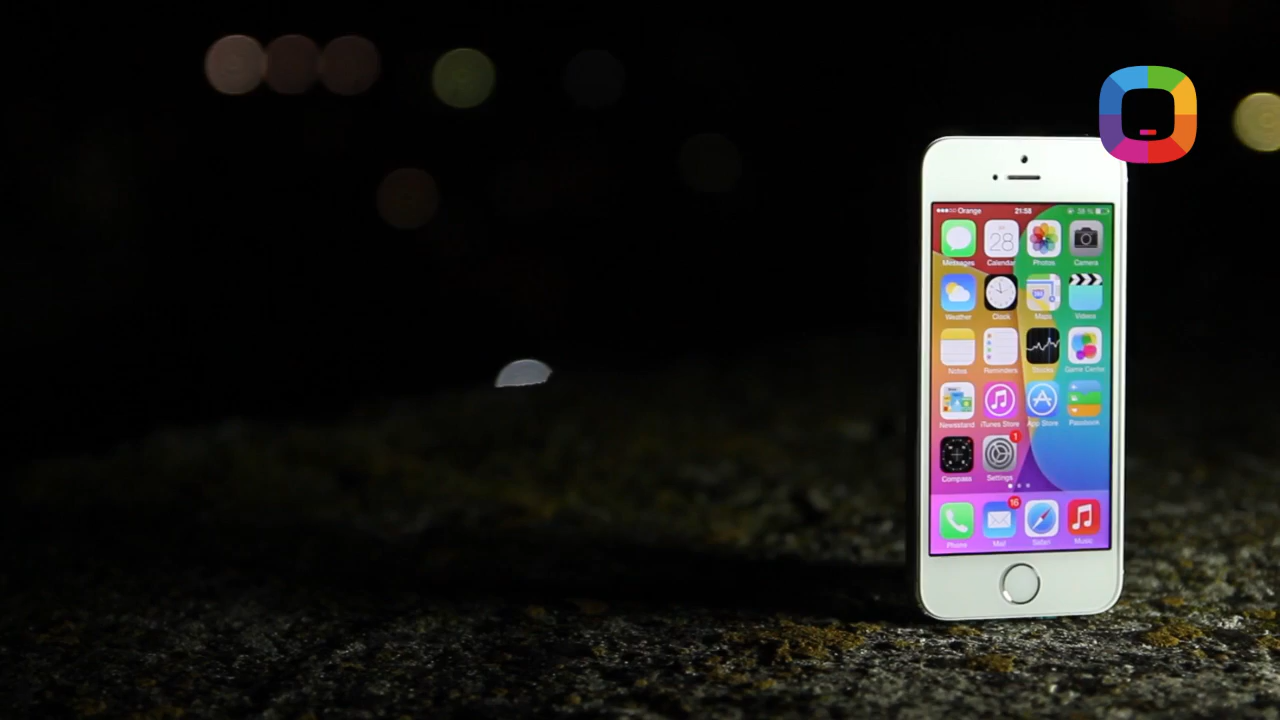 Orange 21:58 39 %
28
Messages Calendar Photos Camera
Weather Clock Maps Videos
Notes Reminders Stocks Game Center
Newsstand iTunes Store App Store Passbook
1
Compass Settings
16
Phone Mail Safari Music